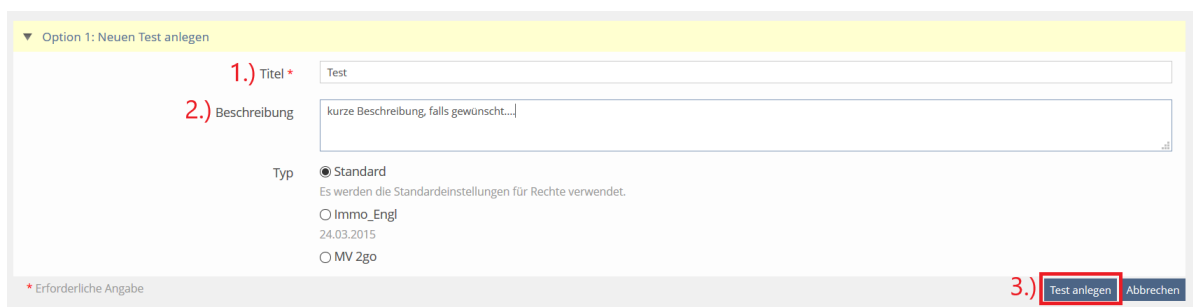 Option 1: Neuen Test anlegen
1.) Titel * Test
2.) Beschreibung kurze Beschreibung, falls gewünscht....
Typ Standard
Es werden die Standardeinstellungen für Rechte verwendet.
Immo_Engl
24.03.2015
MV 2go
* Erforderliche Angabe 3.) Test anlegen Abbrechen